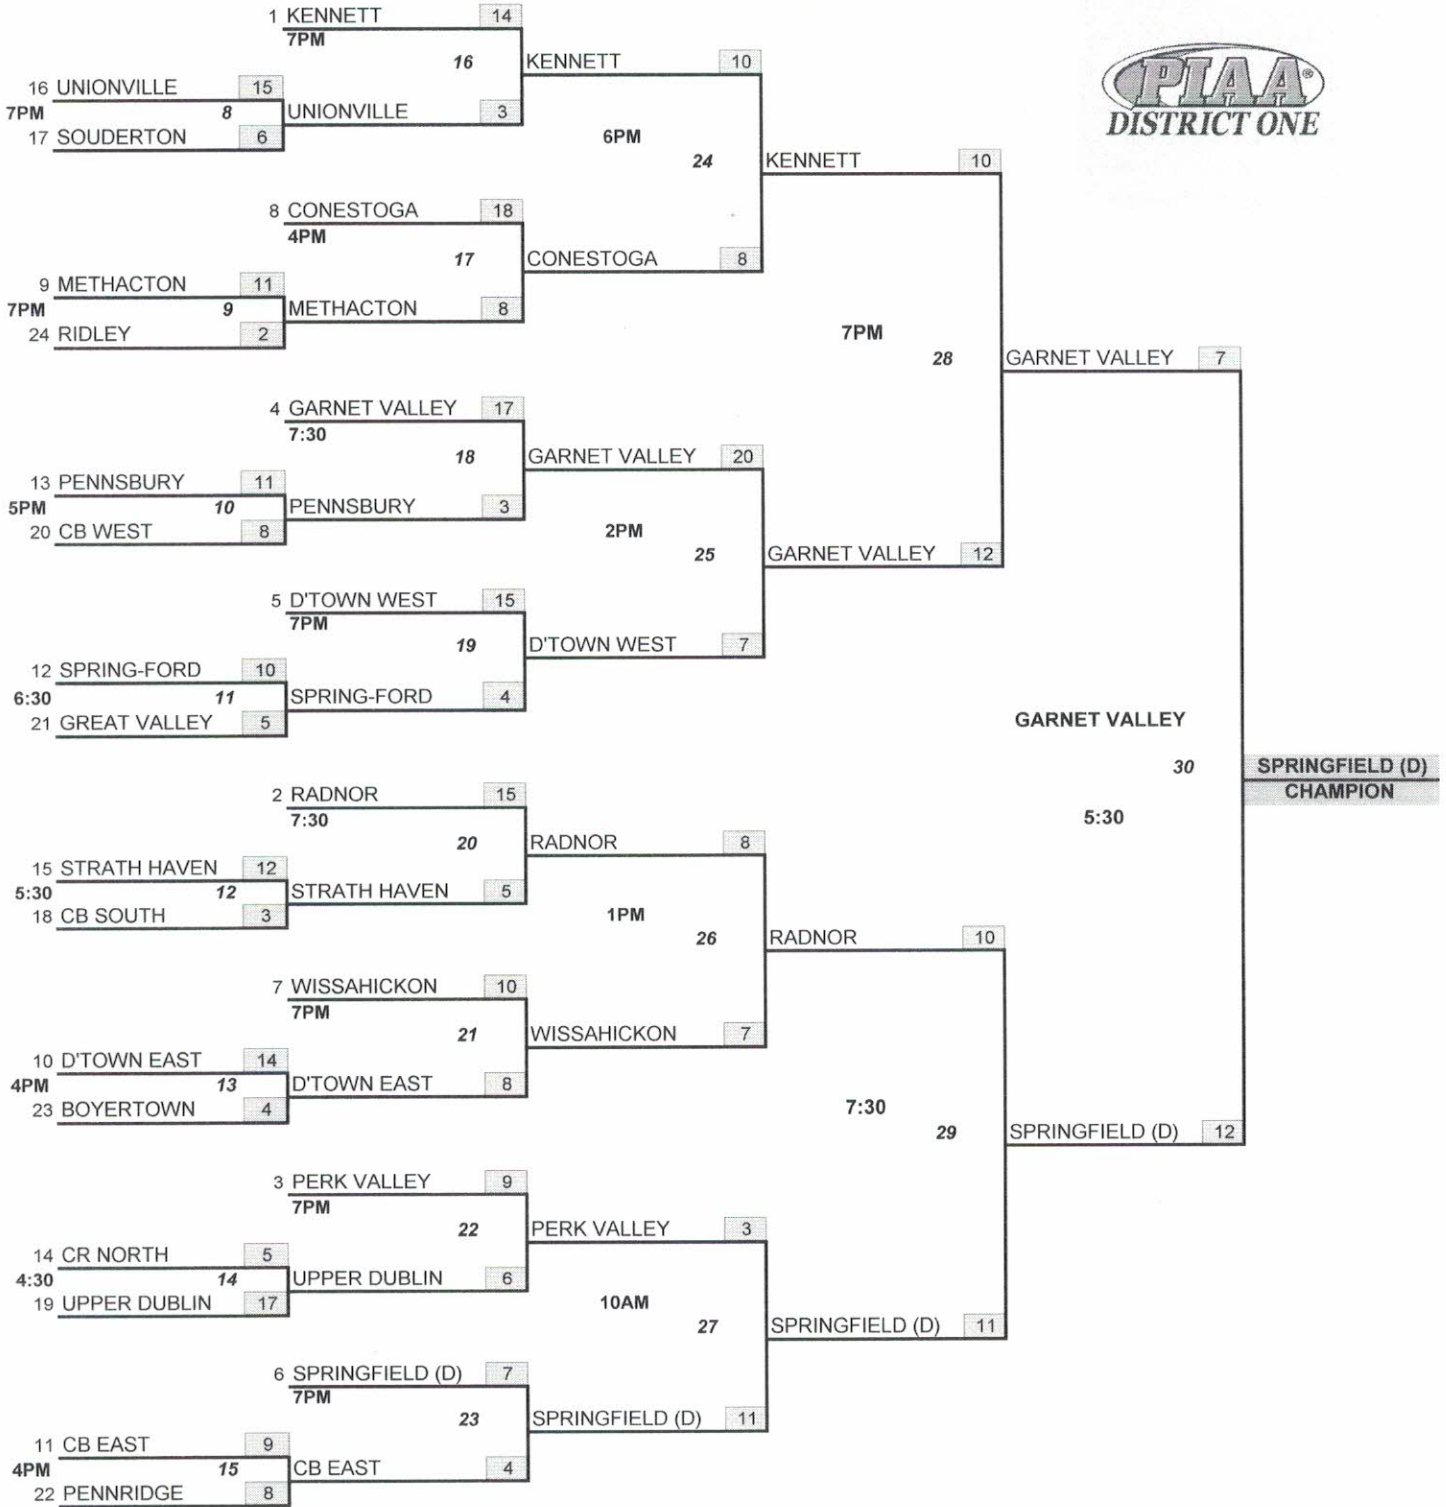 PIAA®
DISTRICT ONE
1 KENNETT 14
7PM
16
KENNETT 10
16 UNIONVILLE 15
7PM 8
UNIONVILLE 3
17 SOUDERTON 6
6PM
24
KENNETT 10
8 CONESTOGA 18
4PM
17
CONESTOGA 8
9 METHACTON 11
7PM 9
METHACTON 8
24 RIDLEY 2
7PM
28
GARNET VALLEY 7
4 GARNET VALLEY 17
7:30
18
GARNET VALLEY 20
13 PENNSBURY 11
5PM 10
PENNSBURY 3
20 CB WEST 8
2PM
25
GARNET VALLEY 12
5 D'TOWN WEST 15
7PM
19
D'TOWN WEST 7
12 SPRING-FORD 10
6:30 11
SPRING-FORD 4
21 GREAT VALLEY 5
GARNET VALLEY
30
SPRINGFIELD (D)
CHAMPION
5:30
2 RADNOR 15
7:30
20
RADNOR 8
15 STRATH HAVEN 12
5:30 12
STRATH HAVEN 5
18 CB SOUTH 3
1PM
26
RADNOR 10
7 WISSAHICKON 10
7PM
21
WISSAHICKON 7
10 D'TOWN EAST 14
4PM 13
D'TOWN EAST 8
23 BOYERTOWN 4
7:30
29
SPRINGFIELD (D) 12
3 PERK VALLEY 9
7PM
22
PERK VALLEY 3
14 CR NORTH 5
4:30 14
UPPER DUBLIN 6
19 UPPER DUBLIN 17
10AM
27
SPRINGFIELD (D) 11
6 SPRINGFIELD (D) 7
7PM
23
SPRINGFIELD (D) 11
11 CB EAST 9
4PM 15
CB EAST 4
22 PENNRIDGE 8